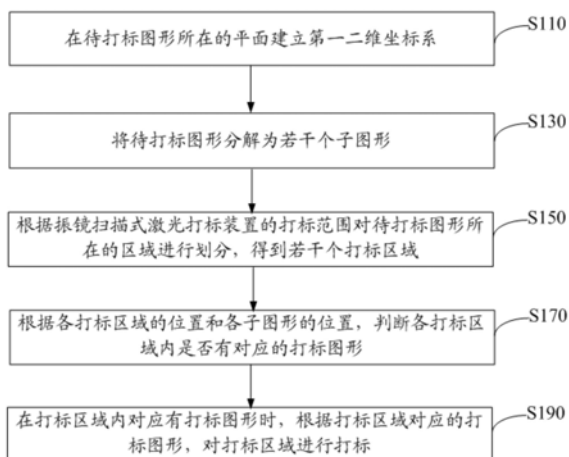 在待打标图形所在的平面建立第一二维坐标系
S110
将待打标图形分解为若干个子图形
S130
根据振镜扫描式激光打标装置的打标范围对待打标图形所
在的区域进行划分，得到若干个打标区域
S150
根据各打标区域的位置和各子图形的位置，判断各打标区
域内是否有对应的打标图形
S170
在打标区域内对应有打标图形时，根据打标区域对应的打
标图形，对打标区域进行打标
S190